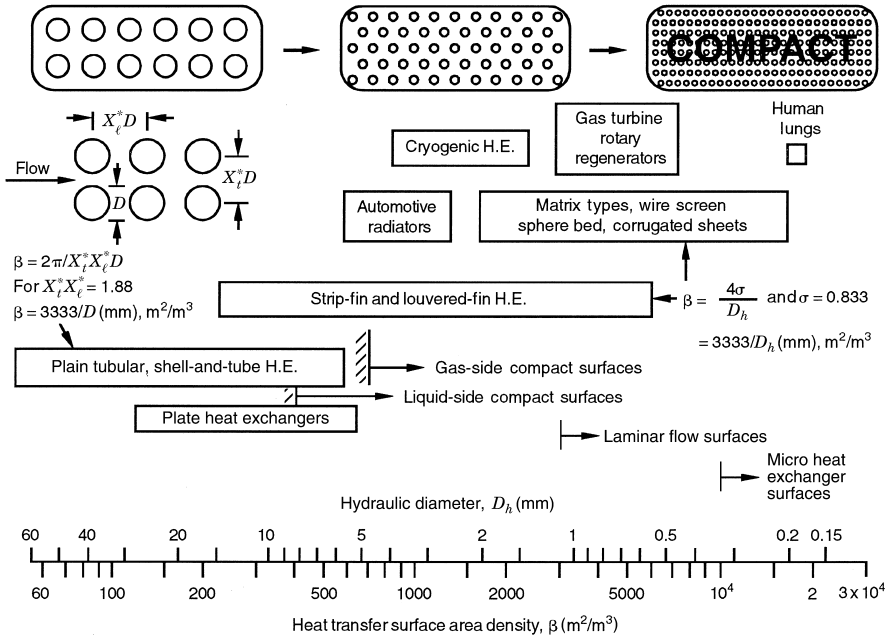 COMPACT
X*ℓD
Flow
X*tD
D
β = 2π/X*tX*ℓD
For X*tX*ℓ = 1.88
β = 3333/D (mm), m²/m³
Cryogenic H.E.
Gas turbine
rotary
regenerators
Human
lungs
Automotive
radiators
Matrix types, wire screen
sphere bed, corrugated sheets
Strip-fin and louvered-fin H.E.
β = 4σ/Dh and σ = 0.833
= 3333/Dh (mm), m²/m³
Plain tubular, shell-and-tube H.E.
Gas-side compact surfaces
Liquid-side compact surfaces
Plate heat exchangers
Laminar flow surfaces
Micro heat
exchanger
surfaces
Hydraulic diameter, Dh (mm)
60 40 20 10 5 2 1 0.5 0.2 0.15
60 100 200 500 1000 2000 5000 10⁴ 2 3 x 10⁴
Heat transfer surface area density, β (m²/m³)